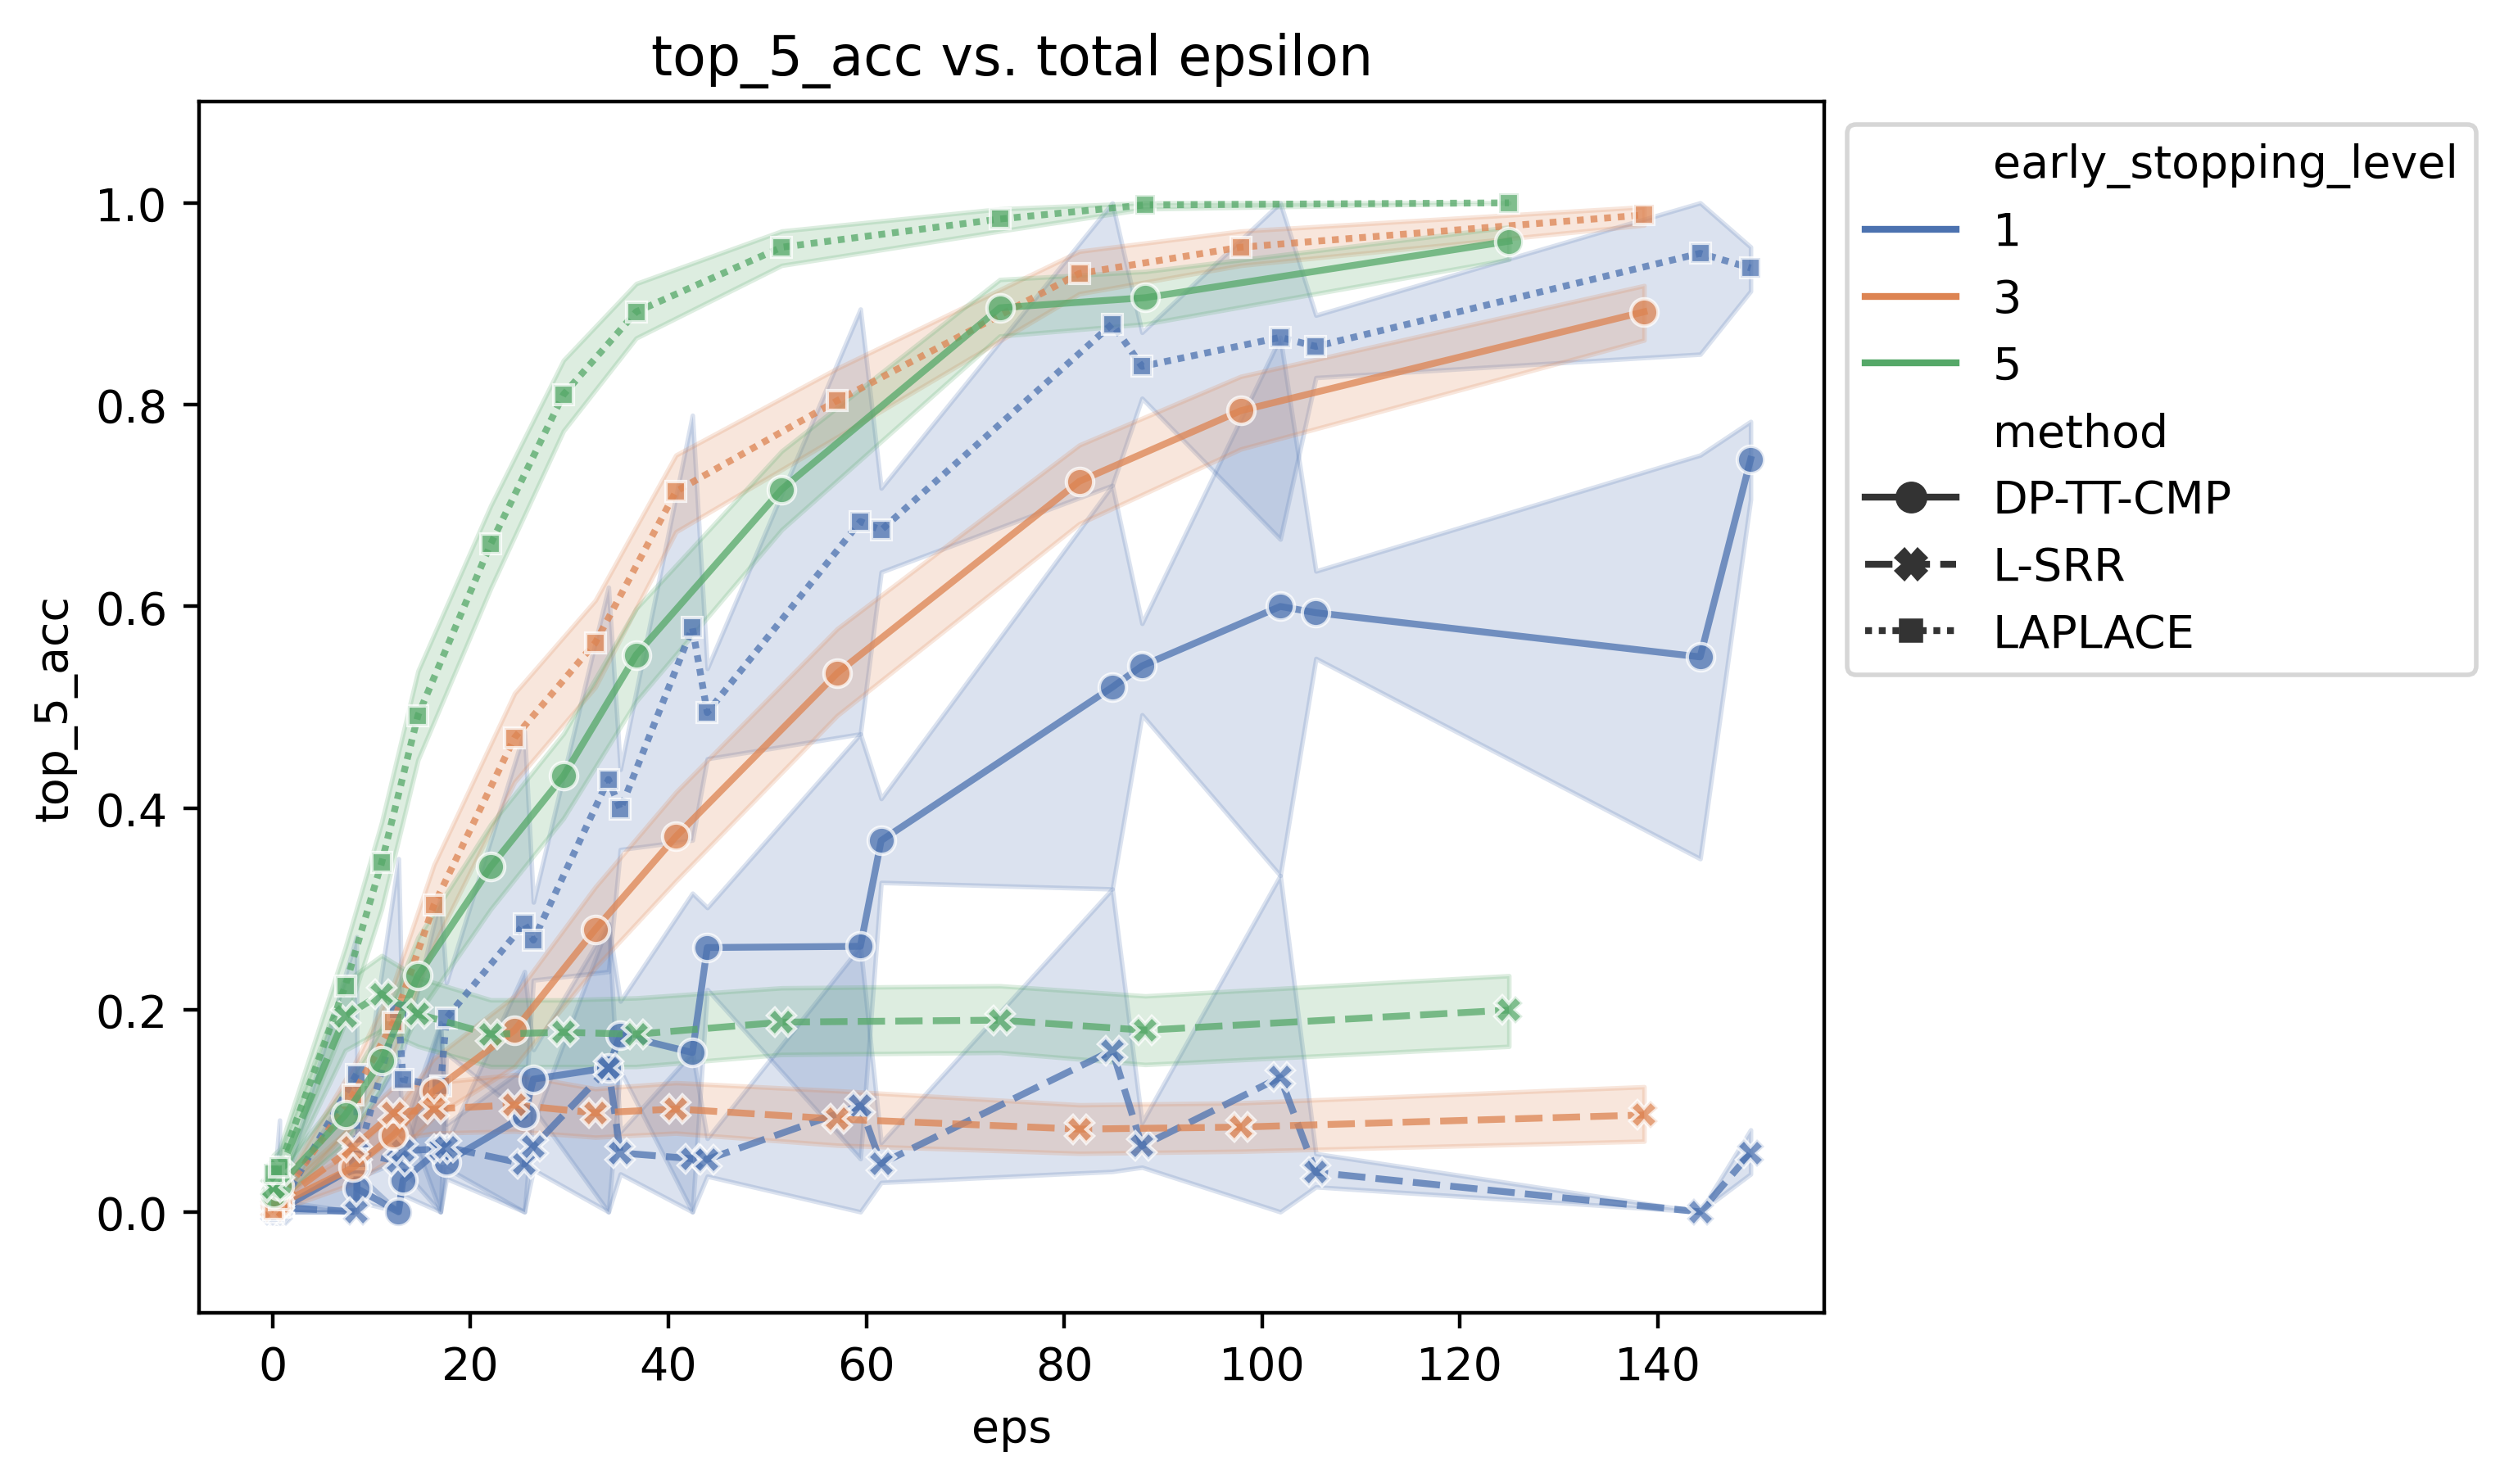 top_5_acc vs. total epsilon
top_5_acc
1.0
0.8
0.6
0.4
0.2
0.0
0 20 40 60 80 100 120 140
eps
early_stopping_level
1
3
5
method
DP-TT-CMP
L-SRR
LAPLACE